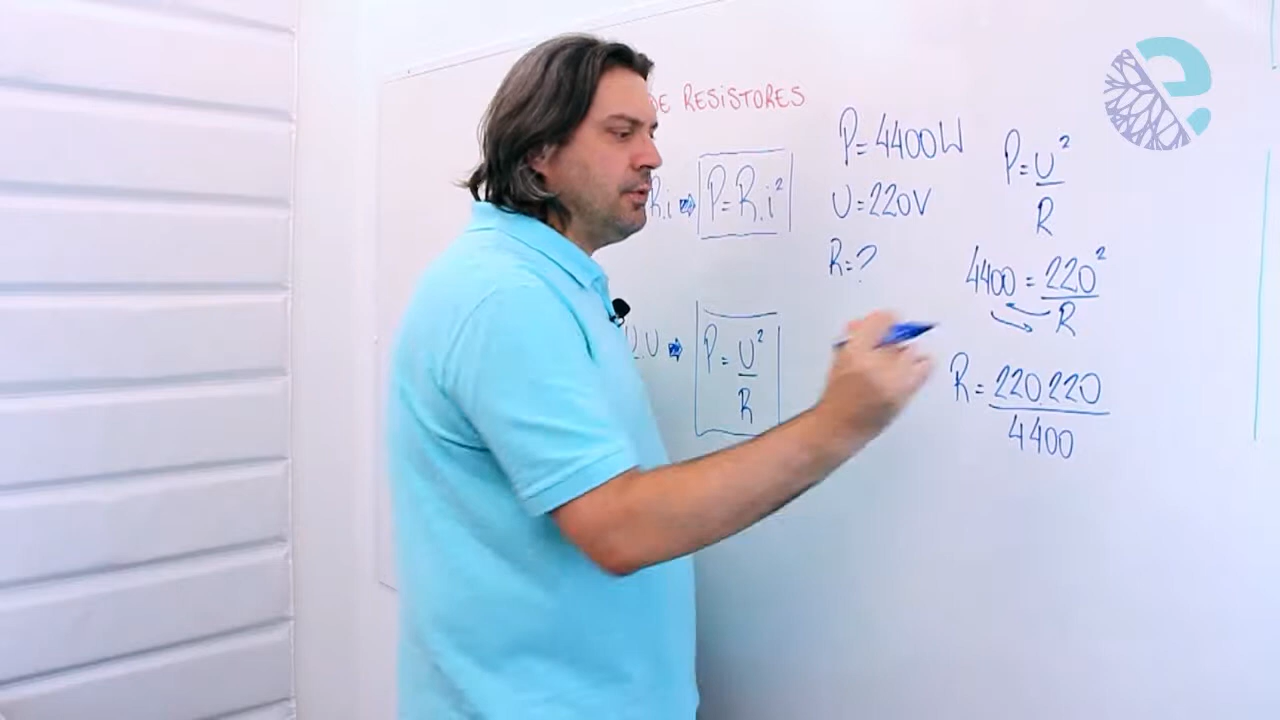 DE RESISTORES
R.i ➡ P=R.i²
U ➡ P=U²/R
P=4400W
U=220V
R=?
P=U²/R
4400=220²/R
R=220.220/4400